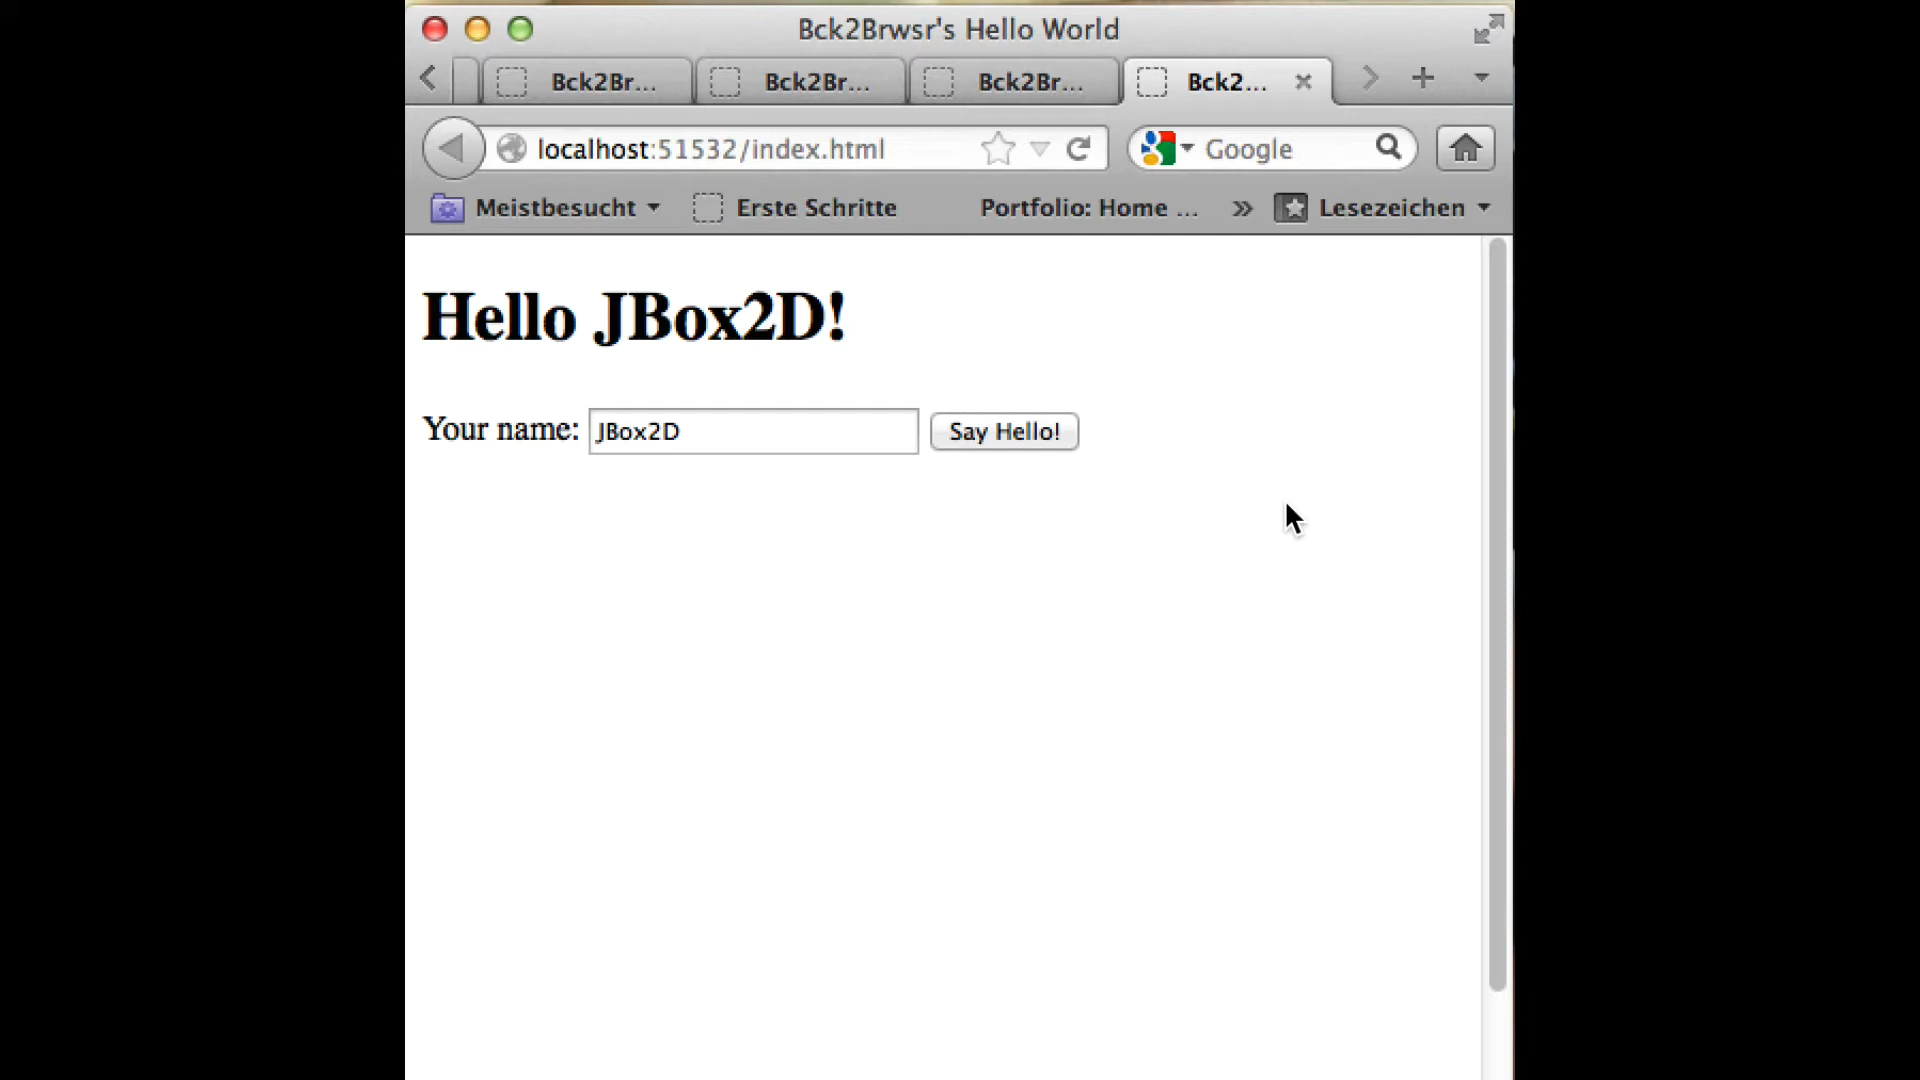 Bck2Brwsr's Hello World
Bck2Br... Bck2Br... Bck2Br... Bck2...
localhost:51532/index.html Google
Meistbesucht Erste Schritte Portfolio: Home ... Lesezeichen
Hello JBox2D!
Your name: JBox2D Say Hello!